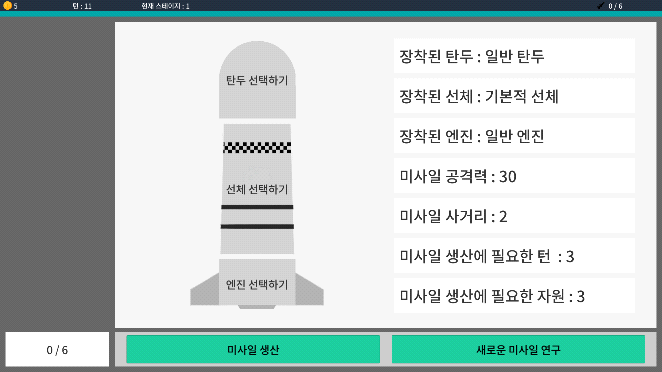 5
턴 : 11
현재 스테이지 : 1
0 / 6
탄두 선택하기
선체 선택하기
엔진 선택하기
장착된 탄두 : 일반 탄두
장착된 선체 : 기본적 선체
장착된 엔진 : 일반 엔진
미사일 공격력 : 30
미사일 사거리 : 2
미사일 생산에 필요한 턴 : 3
미사일 생산에 필요한 자원 : 3
0 / 6
미사일 생산
새로운 미사일 연구